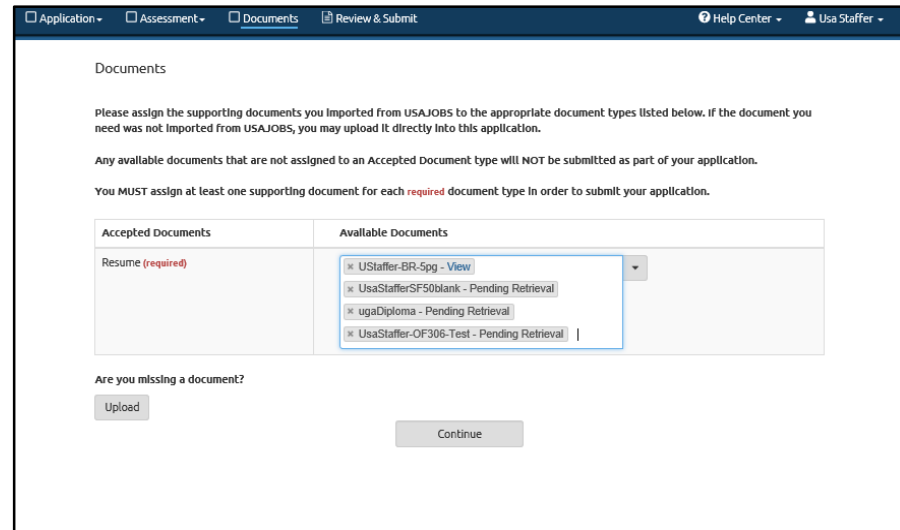 Application Assessment Documents Review & Submit Help Center Usa Staffer
Documents
Please assign the supporting documents you imported from USAJOBS to the appropriate document types listed below. If the document you
need was not imported from USAJOBS, you may upload it directly into this application.
Any available documents that are not assigned to an Accepted Document type will NOT be submitted as part of your application.
You MUST assign at least one supporting document for each required document type in order to submit your application.
Accepted Documents Available Documents
Resume (required)
× UStaffer-BR-5pg - View
× UsaStafferSF50blank - Pending Retrieval
× ugaDiploma - Pending Retrieval
× UsaStaffer-OF306-Test - Pending Retrieval
Are you missing a document?
Upload
Continue